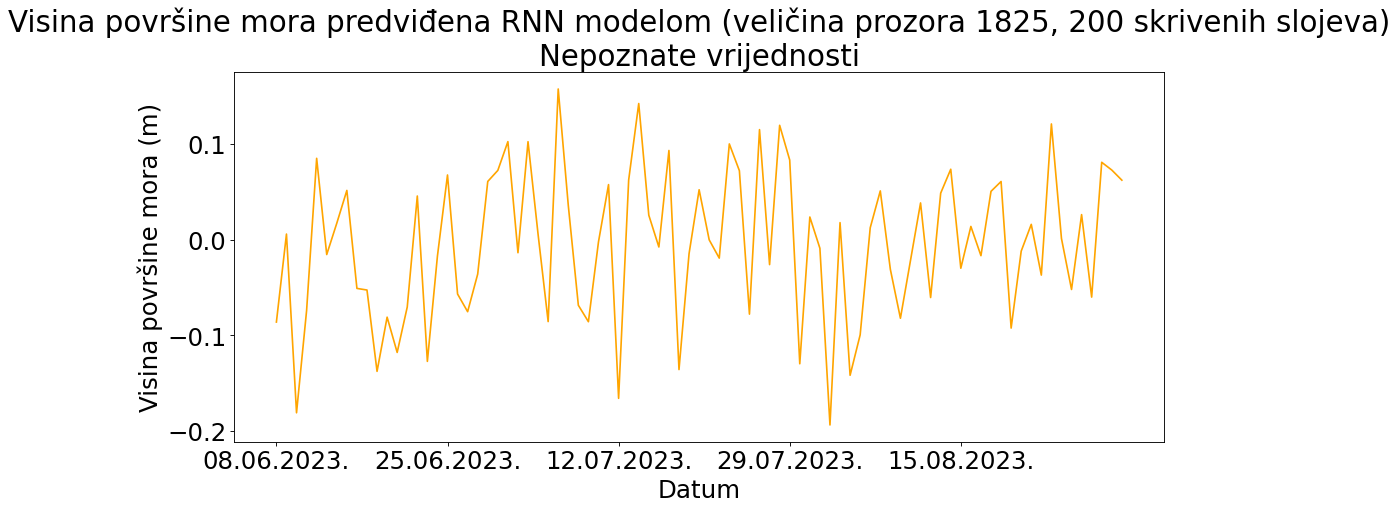 Visina površine mora predviđena RNN modelom (veličina prozora 1825, 200 skrivenih slojeva)
Nepoznate vrijednosti
Visina površine mora (m)
0.1
0.0
−0.1
−0.2
08.06.2023. 25.06.2023. 12.07.2023. 29.07.2023. 15.08.2023.
Datum